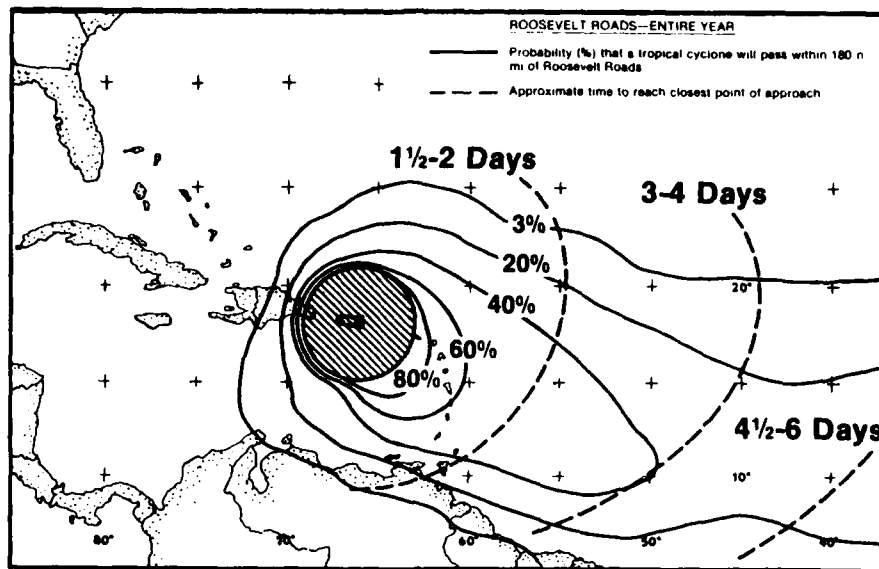 ROOSEVELT ROADS—ENTIRE YEAR
Probability (%) that a tropical cyclone will pass within 180 n
mi of Roosevelt Roads
Approximate time to reach closest point of approach
1½-2 Days
3-4 Days
3%
20%
40%
20°
60%
80%
4½-6 Days
10°
80°
70°
60°
50°
40°